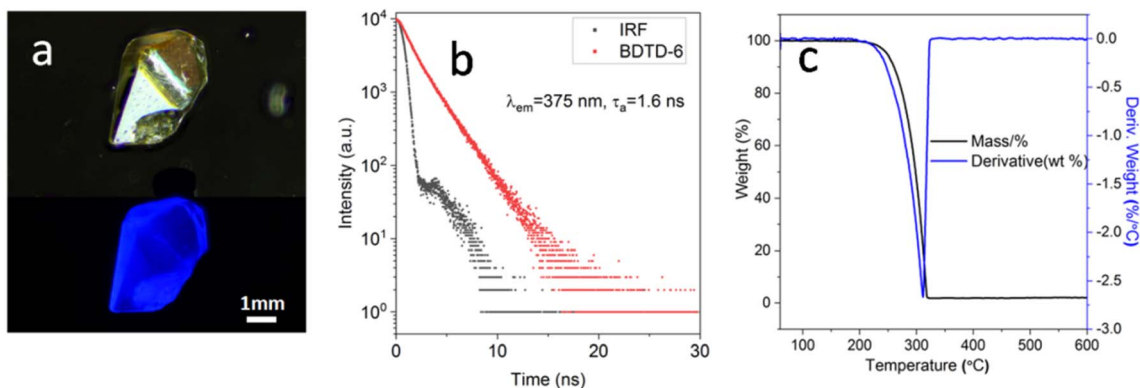 a
1mm
b
IRF
BDTD-6
λem=375 nm, τa=1.6 ns
Intensity (a.u.)
10⁴
10³
10²
10¹
10⁰
0 10 20 30
Time (ns)
c
Mass/%
Derivative(wt %)
Weight (%)
100
80
60
40
20
0
100 200 300 400 500 600
Temperature (°C)
0.0
-0.5
-1.0
-1.5
-2.0
-2.5
-3.0
Deriv. Weight (%/°C)